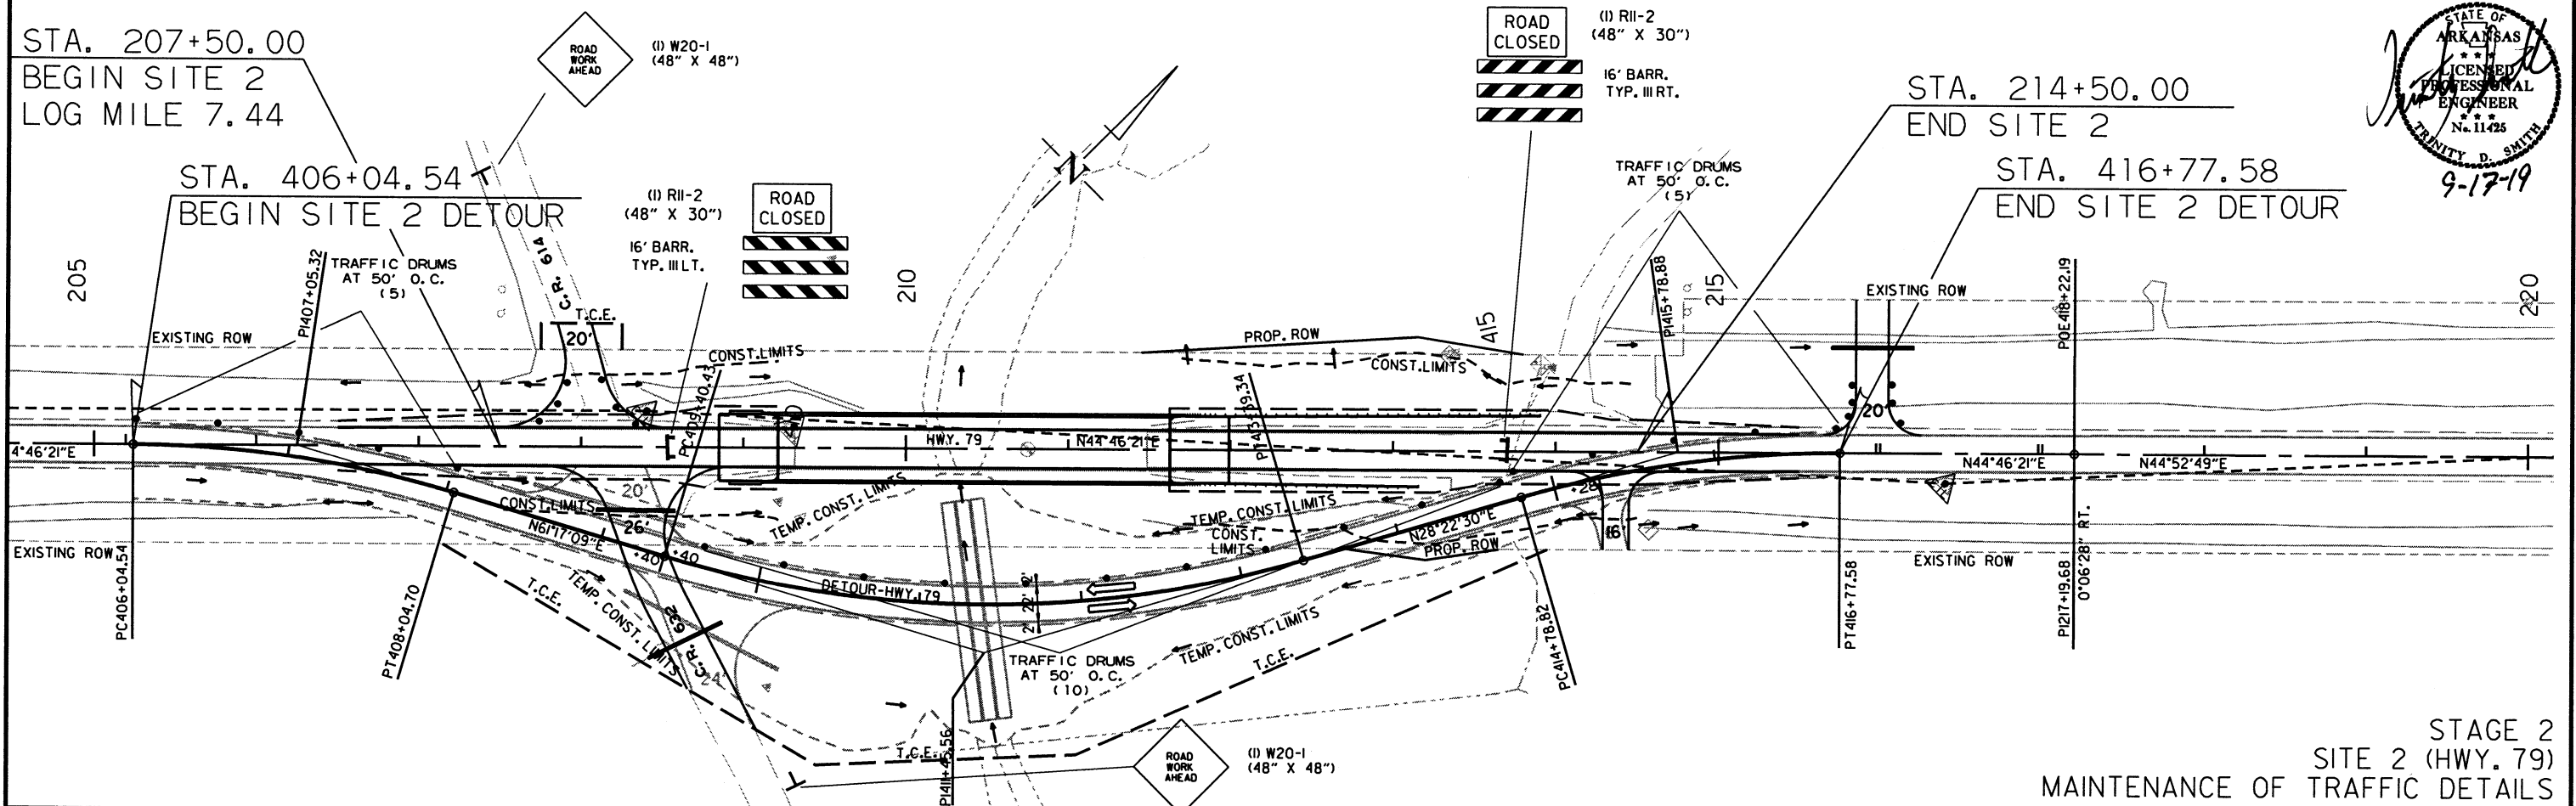 STA. 207+50.00
BEGIN SITE 2
LOG MILE 7.44
ROAD
WORK
AHEAD
(1) W20-1
(48" X 48")
STA. 406+04.54
BEGIN SITE 2 DETOUR
(1) R11-2
(48" X 30")
ROAD
CLOSED
16' BARR.
TYP. III LT.
ROAD
CLOSED
(1) R11-2
(48" X 30")
16' BARR.
TYP. III RT.
STA. 214+50.00
END SITE 2
STA. 416+77.58
END SITE 2 DETOUR
STATE OF
ARKANSAS
LICENSED
PROFESSIONAL
ENGINEER
No. 11425
TRINITY D. SMITH
9-17-19
TRAFFIC DRUMS
AT 50' O.C.
(5)
TRAFFIC DRUMS
AT 50' O.C.
(5)
205
210
415
215
220
N
PI407+05.32
C.R. 61A
T.C.E.
20'
EXISTING ROW
CONST. LIMITS
PC409+40.43
PROP. ROW
CONST. LIMITS
PI415+78.88
EXISTING ROW
POE418+22.19
20'
4°46'21"E
HWY. 79
N44°46'21"E
N44°46'21"E
N44°52'49"E
CONST. LIMITS
20'
26'
N61°17'09"E
+40
+40
TEMP. CONST. LIMITS
TEMP. CONST. LIMITS
CONST.
LIMITS
N28°22'30"E
PROP. ROW
+28
16'
EXISTING ROW
EXISTING ROW
PC406+04.54
PT408+04.70
T.C.E.
TEMP. CONST. LIMITS
C.R. 632
24'
DETOUR-HWY. 79
2'
22'
2'
TRAFFIC DRUMS
AT 50' O.C.
(10)
TEMP. CONST. LIMITS
T.C.E.
PC414+78.82
PT416+77.58
PI217+19.68
0°06'28" RT.
T.C.E.
ROAD
WORK
AHEAD
(1) W20-1
(48" X 48")
STAGE 2
SITE 2 (HWY. 79)
MAINTENANCE OF TRAFFIC DETAILS